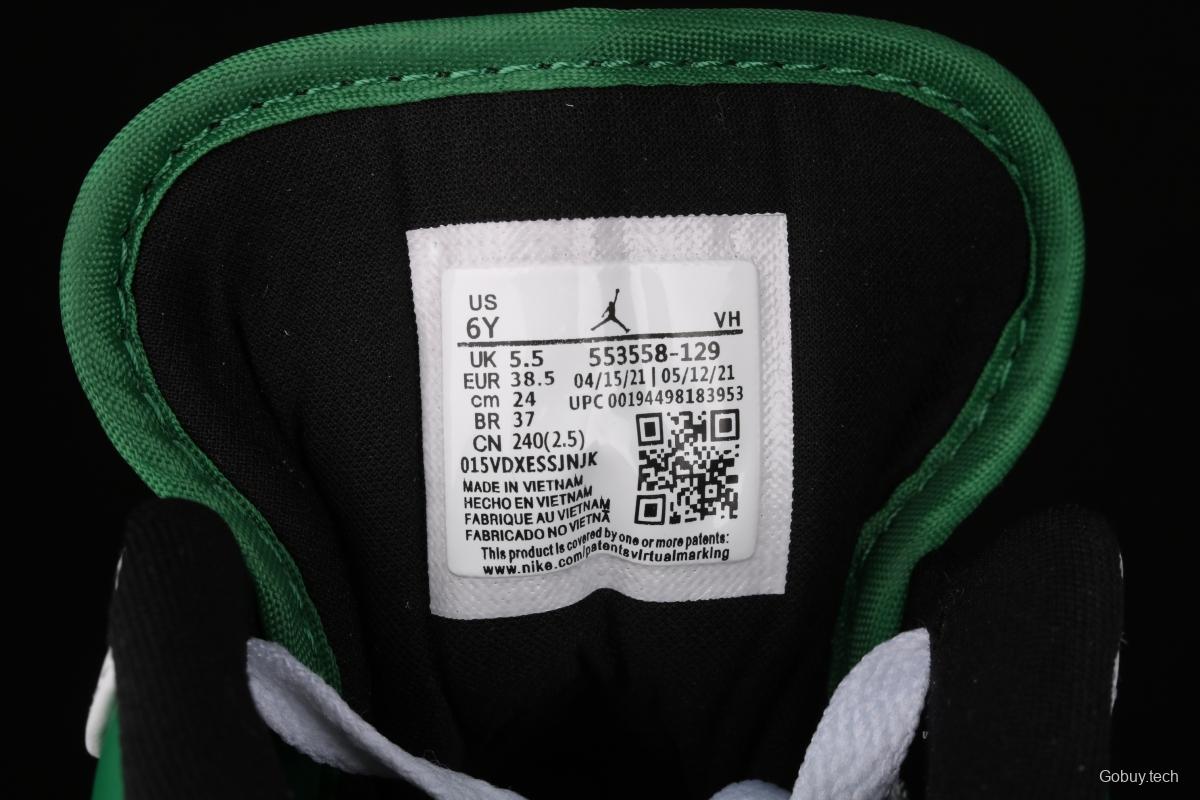 US
6Y
VH
UK 5.5
EUR 38.5
cm 24
BR 37
CN 240(2.5)
553558-129
04/15/21 | 05/12/21
UPC 00194498183953
015VDXESSJNJK
MADE IN VIETNAM
HECHO EN VIETNAM
FABRIQUE AU VIETNAM
FABRICADO NO VIETNÃ
This product is covered by one or more patents:
www.nike.com/patentsvirtualmarking
Gobuy.tech